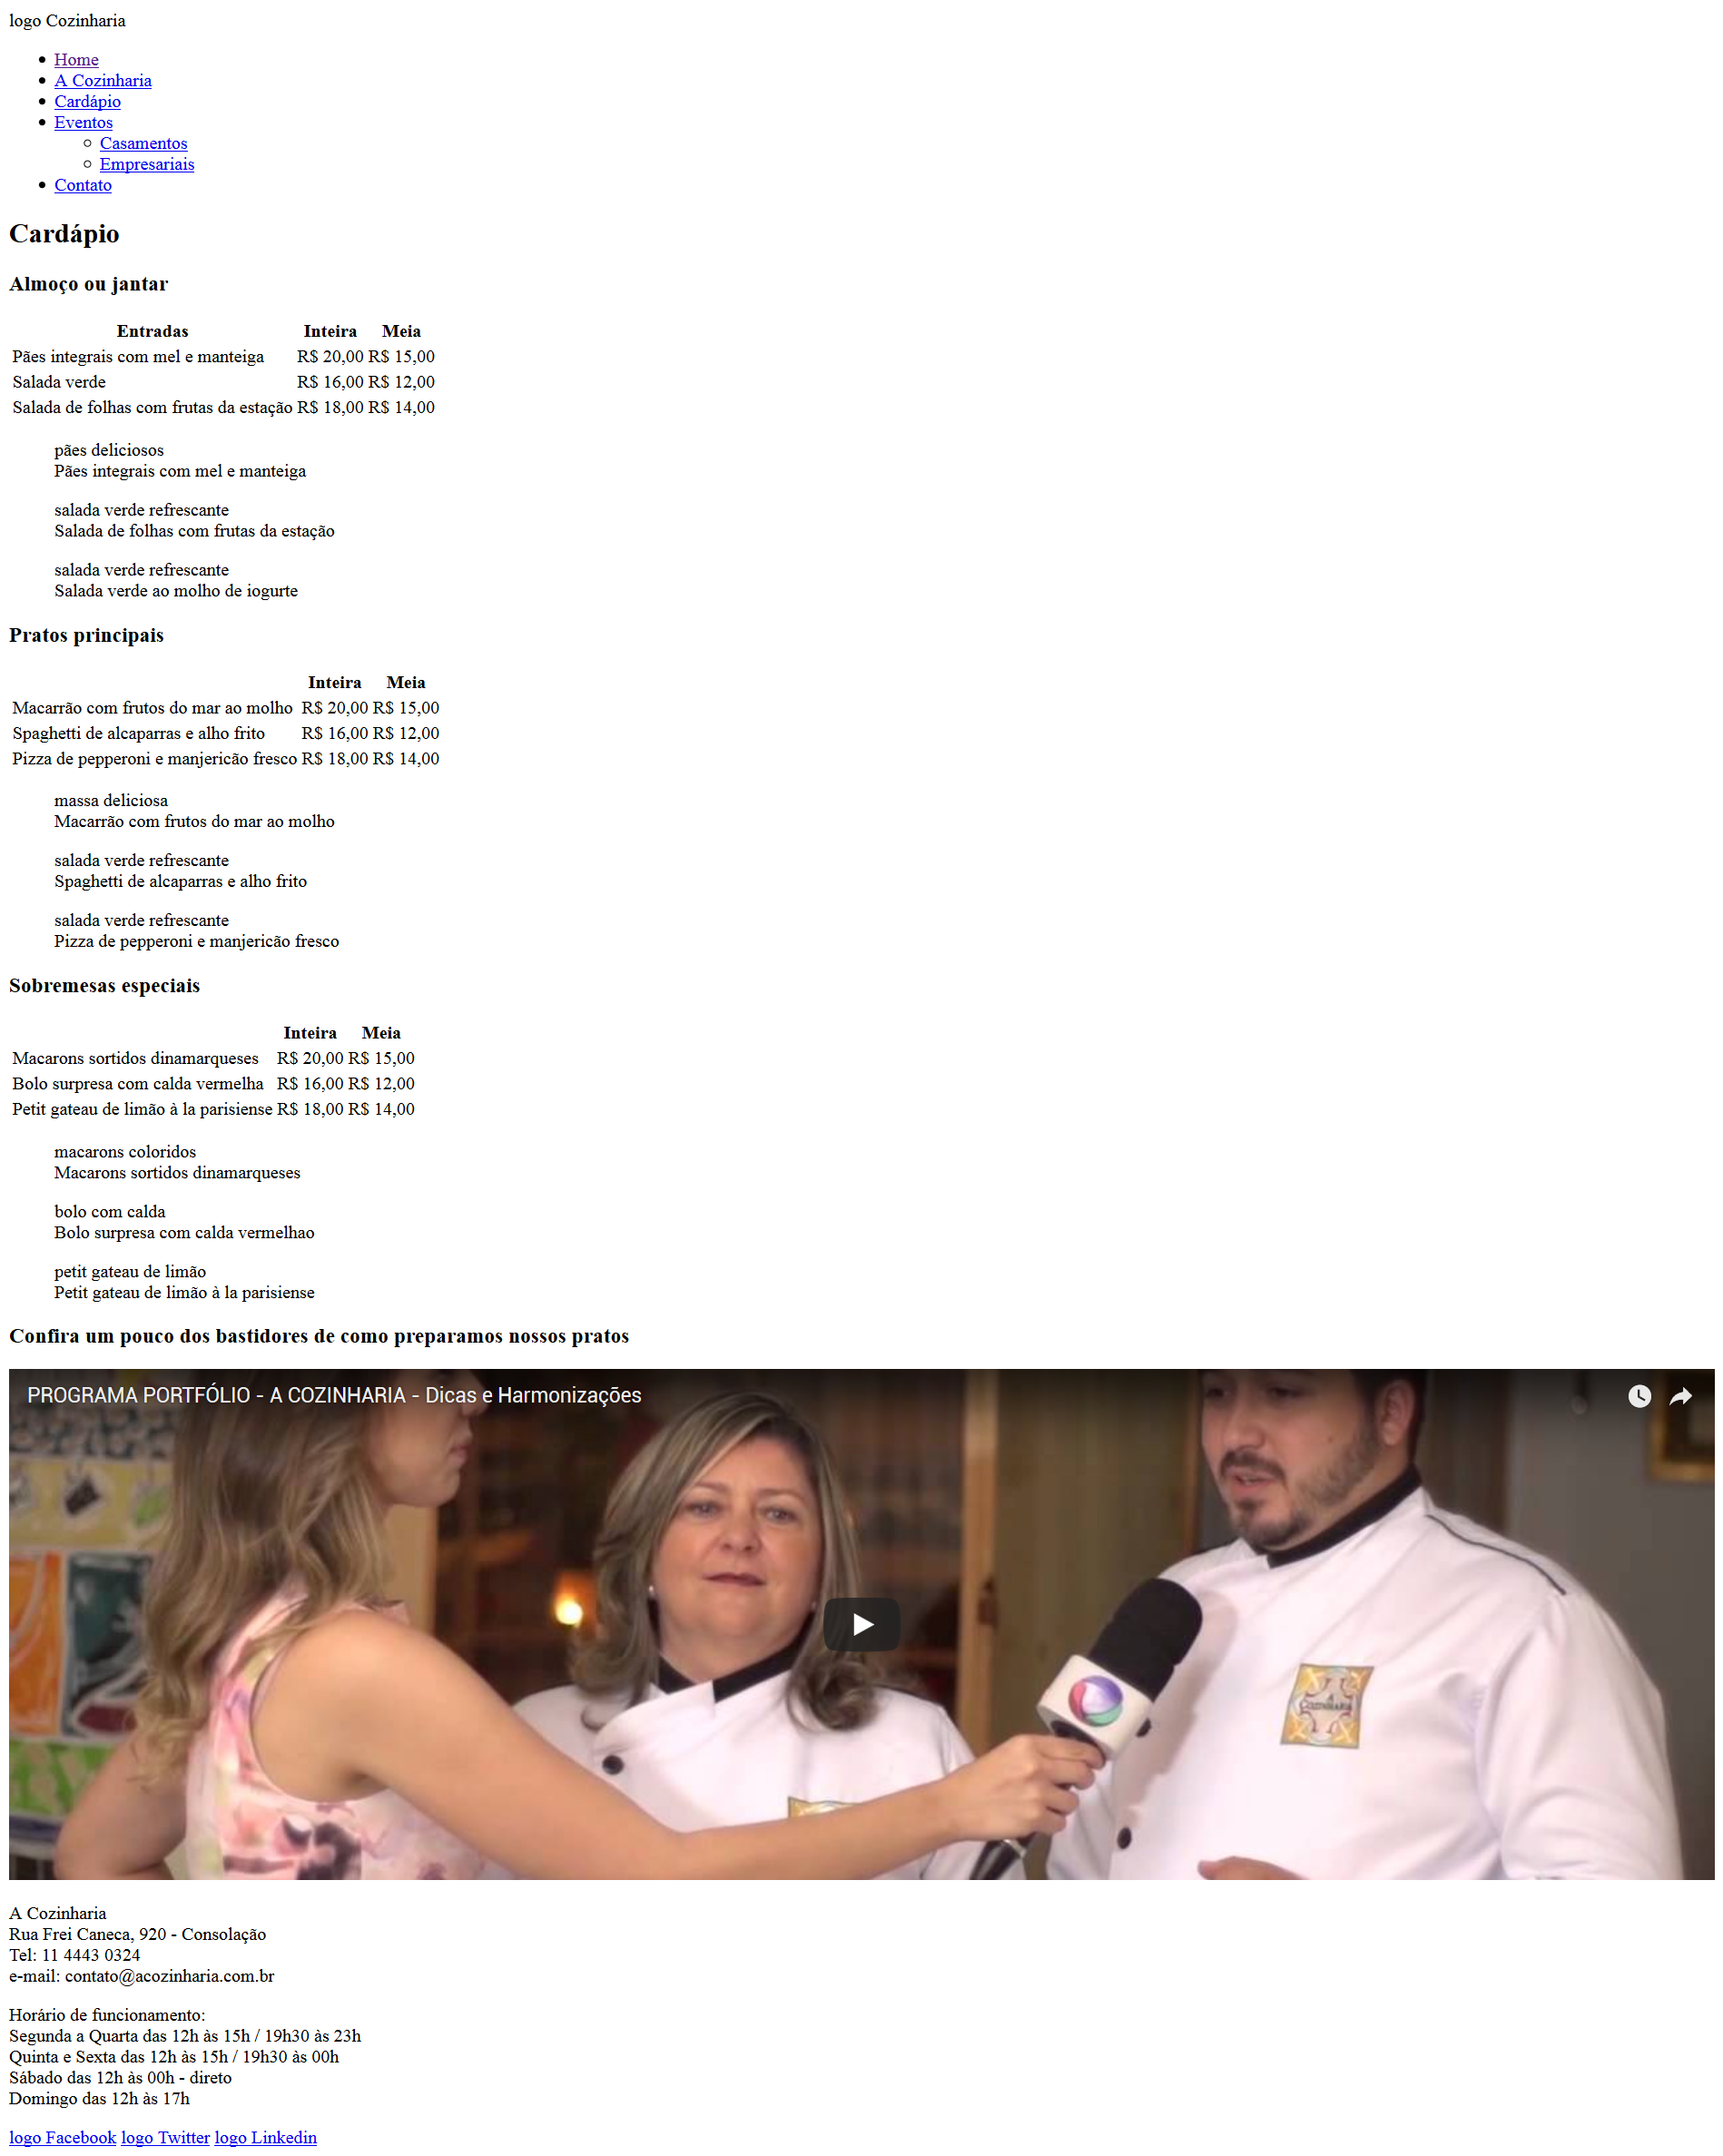 logo Cozinharia
Home
A Cozinharia
Cardápio
Eventos
Casamentos
Empresariais
Contato
Cardápio
Almoço ou jantar
Entradas Inteira Meia
Pães integrais com mel e manteiga R$ 20,00 R$ 15,00
Salada verde R$ 16,00 R$ 12,00
Salada de folhas com frutas da estação R$ 18,00 R$ 14,00
pães deliciosos
Pães integrais com mel e manteiga
salada verde refrescante
Salada de folhas com frutas da estação
salada verde refrescante
Salada verde ao molho de iogurte
Pratos principais
Inteira Meia
Macarrão com frutos do mar ao molho R$ 20,00 R$ 15,00
Spaghetti de alcaparras e alho frito R$ 16,00 R$ 12,00
Pizza de pepperoni e manjericão fresco R$ 18,00 R$ 14,00
massa deliciosa
Macarrão com frutos do mar ao molho
salada verde refrescante
Spaghetti de alcaparras e alho frito
salada verde refrescante
Pizza de pepperoni e manjericão fresco
Sobremesas especiais
Inteira Meia
Macarons sortidos dinamarqueses R$ 20,00 R$ 15,00
Bolo surpresa com calda vermelha R$ 16,00 R$ 12,00
Petit gateau de limão à la parisiense R$ 18,00 R$ 14,00
macarons coloridos
Macarons sortidos dinamarqueses
bolo com calda
Bolo surpresa com calda vermelhao
petit gateau de limão
Petit gateau de limão à la parisiense
Confira um pouco dos bastidores de como preparamos nossos pratos
PROGRAMA PORTFÓLIO - A COZINHARIA - Dicas e Harmonizações
A
COZINHARIA
A Cozinharia
Rua Frei Caneca, 920 - Consolação
Tel: 11 4443 0324
e-mail: contato@acozinharia.com.br
Horário de funcionamento:
Segunda a Quarta das 12h às 15h / 19h30 às 23h
Quinta e Sexta das 12h às 15h / 19h30 às 00h
Sábado das 12h às 00h - direto
Domingo das 12h às 17h
logo Facebook logo Twitter logo Linkedin